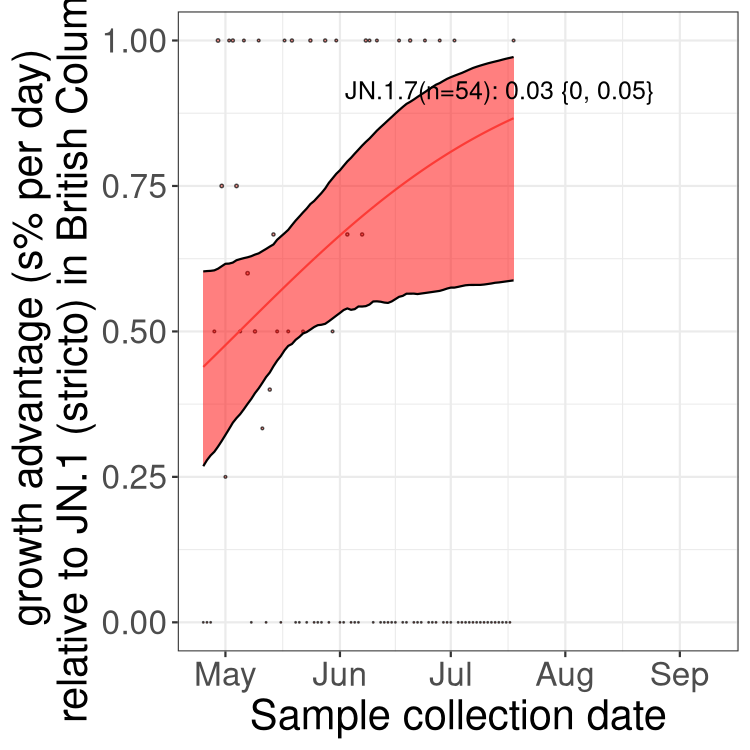 growth advantage (s% per day)
relative to JN.1 (stricto) in British Colum
1.00
0.75
0.50
0.25
0.00
JN.1.7(n=54): 0.03 {0, 0.05}
May Jun Jul Aug Sep
Sample collection date